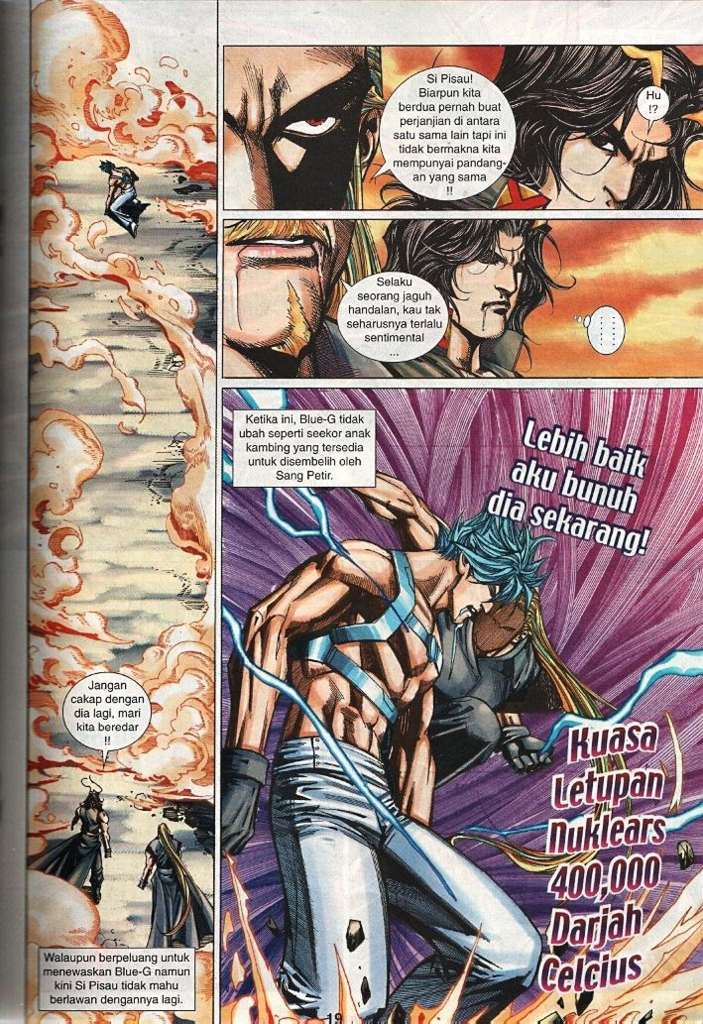 Jangan
cakap dengan
dia lagi, mari
kita beredar
!!
Walaupun berpeluang untuk
menewaskan Blue-G namun
kini Si Pisau tidak mahu
berlawan dengannya lagi.
Si Pisau!
Biarpun kita
berdua pernah buat
perjanjian di antara
satu sama lain tapi ini
tidak bermakna kita
mempunyai pandang-
an yang sama
!!
Hu
!?
Selaku
seorang jaguh
handalan, kau tak
seharusnya terlalu
sentimental
...
Ketika ini, Blue-G tidak
ubah seperti seekor anak
kambing yang tersedia
untuk disembelih oleh
Sang Petir.
Lebih baik
aku bunuh
dia sekarang!
Kuasa
Letupan
Nuklears
400,000
Darjah
Celcius
19